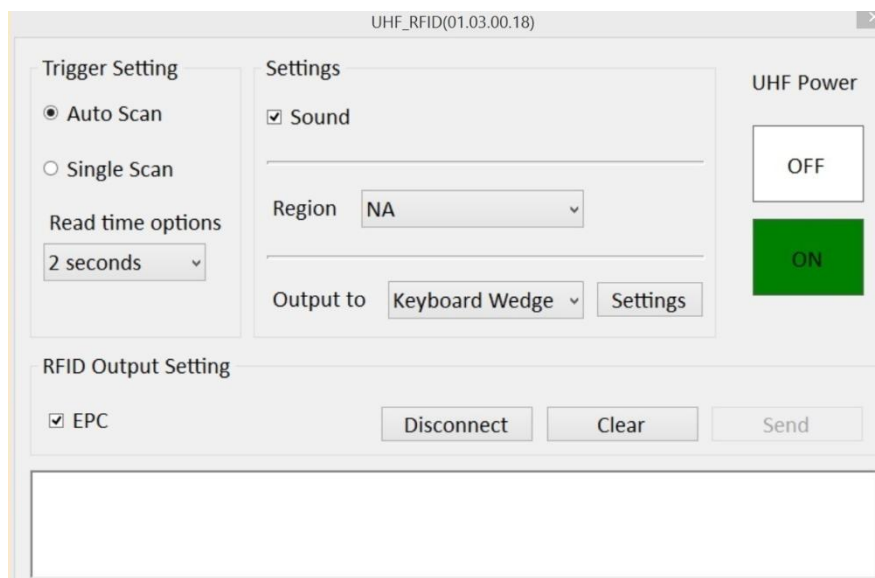 UHF_RFID(01.03.00.18)
Trigger Setting
Auto Scan
Single Scan
Read time options
2 seconds
Settings
Sound
Region NA
Output to Keyboard Wedge Settings
UHF Power
OFF
ON
RFID Output Setting
EPC Disconnect Clear Send